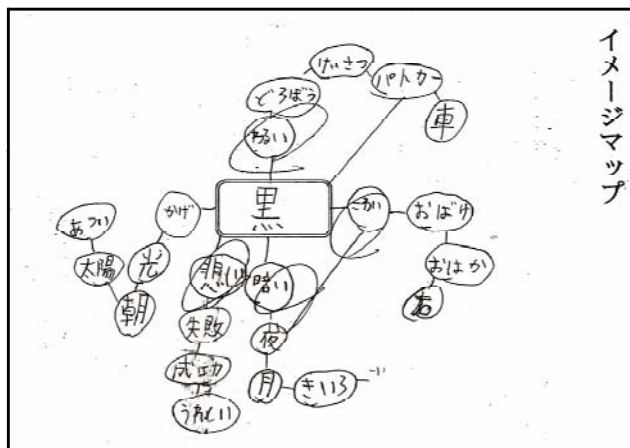 イメージマップ
黒
わるい
どろぼう
けいさつ
パトカー
車
こわい
おばけ
おはか
石
暗い
夜
月
きいろ
悲しい
失敗
成功
うれしい
かげ
光
朝
太陽
あつい